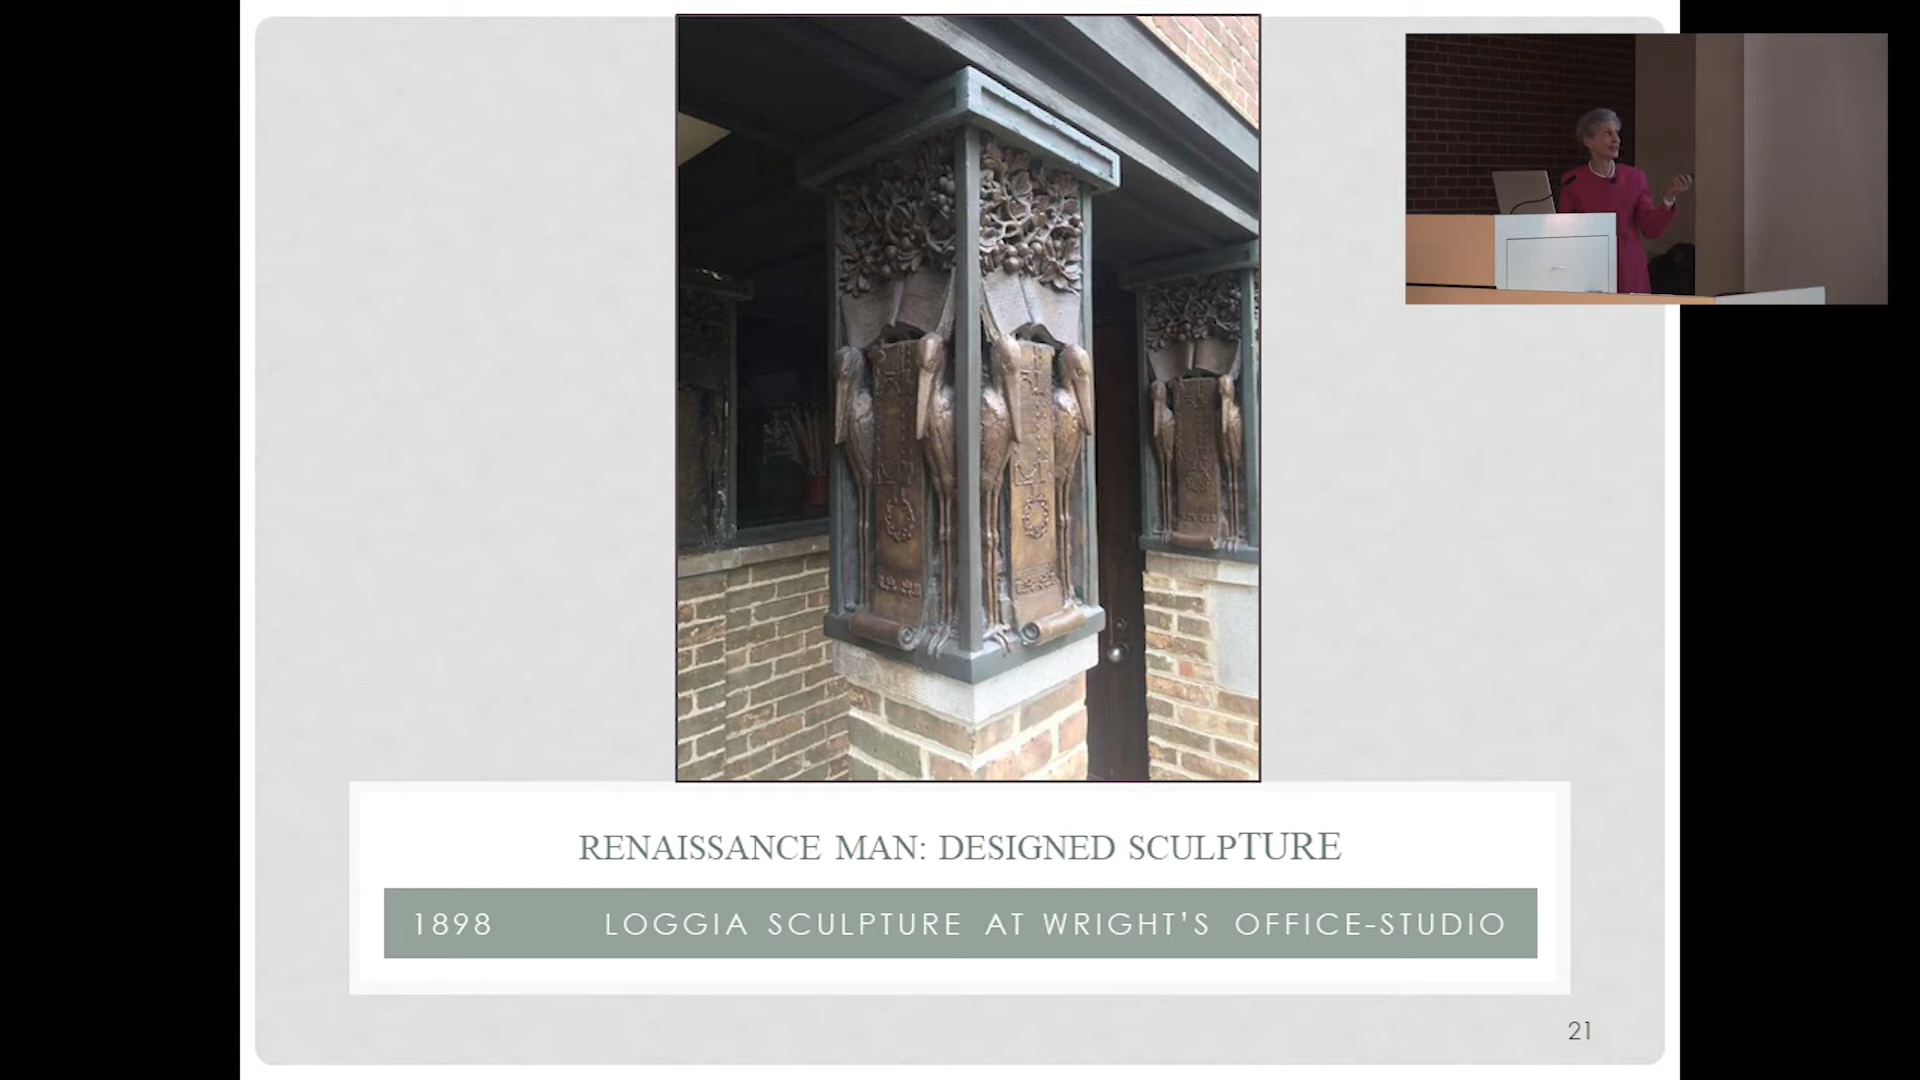 RENAISSANCE MAN: DESIGNED SCULPTURE
1898 LOGGIA SCULPTURE AT WRIGHT'S OFFICE-STUDIO
21